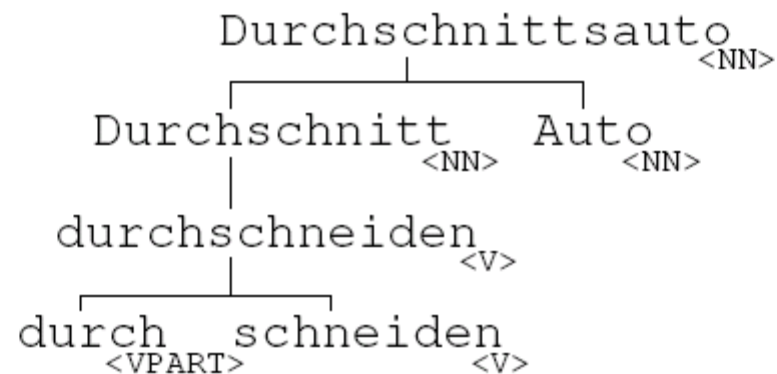 Durchschnittsauto<NN>
Durchschnitt<NN> Auto<NN>
durchschneiden<V>
durch<VPART> schneiden<V>